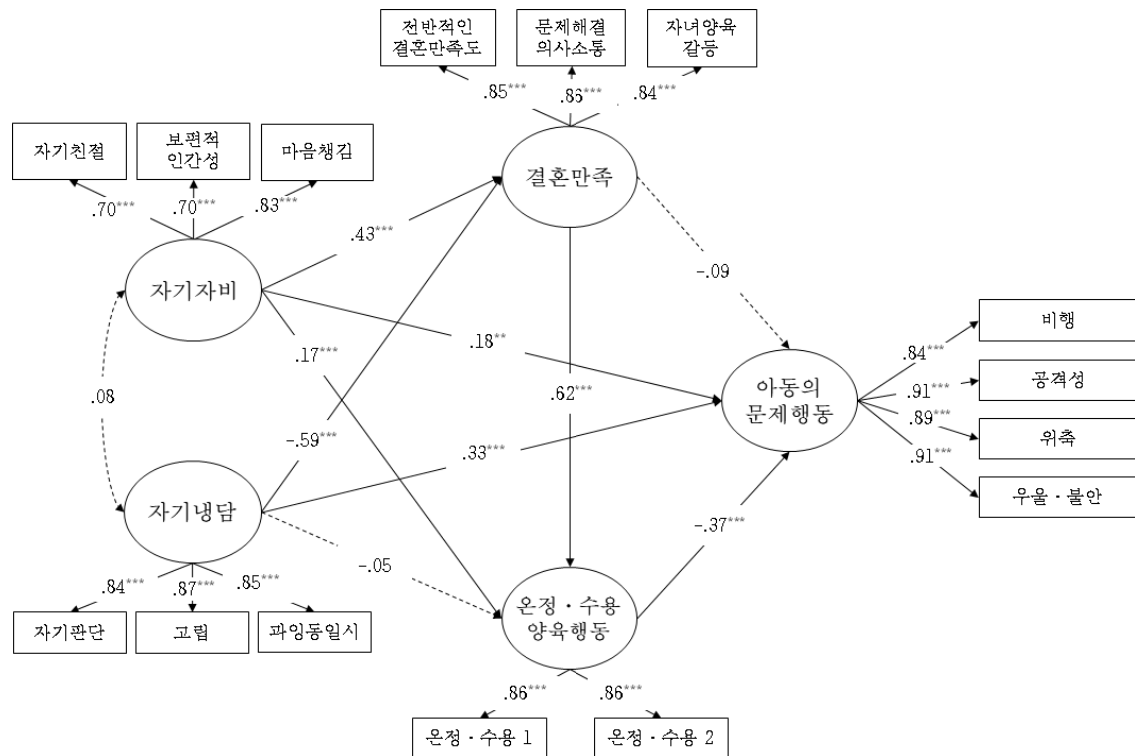 전반적인
결혼만족도
문제해결
의사소통
자녀양육
갈등
.85***
.86***
.84***
자기친절
보편적
인간성
마음챙김
결혼만족
.70***
.70***
.83***
.43***
-.09
자기자비
비행
.84***
.18**
.17***
공격성
.91***
.08
.62***
아동의
문제행동
.89***
위축
-.59***
.33***
.91***
우울·불안
자기냉담
-.37***
-.05
.84***
.87***
.85***
온정·수용
양육행동
자기판단
고립
과잉동일시
.86***
.86***
온정·수용 1
온정·수용 2